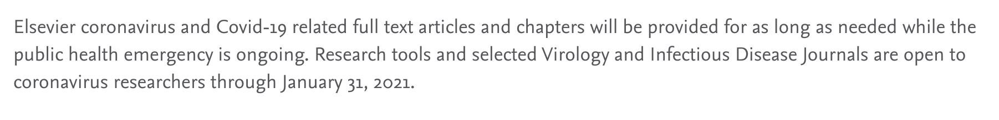 Elsevier coronavirus and Covid-19 related full text articles and chapters will be provided for as long as needed while the
public health emergency is ongoing. Research tools and selected Virology and Infectious Disease Journals are open to
coronavirus researchers through January 31, 2021.